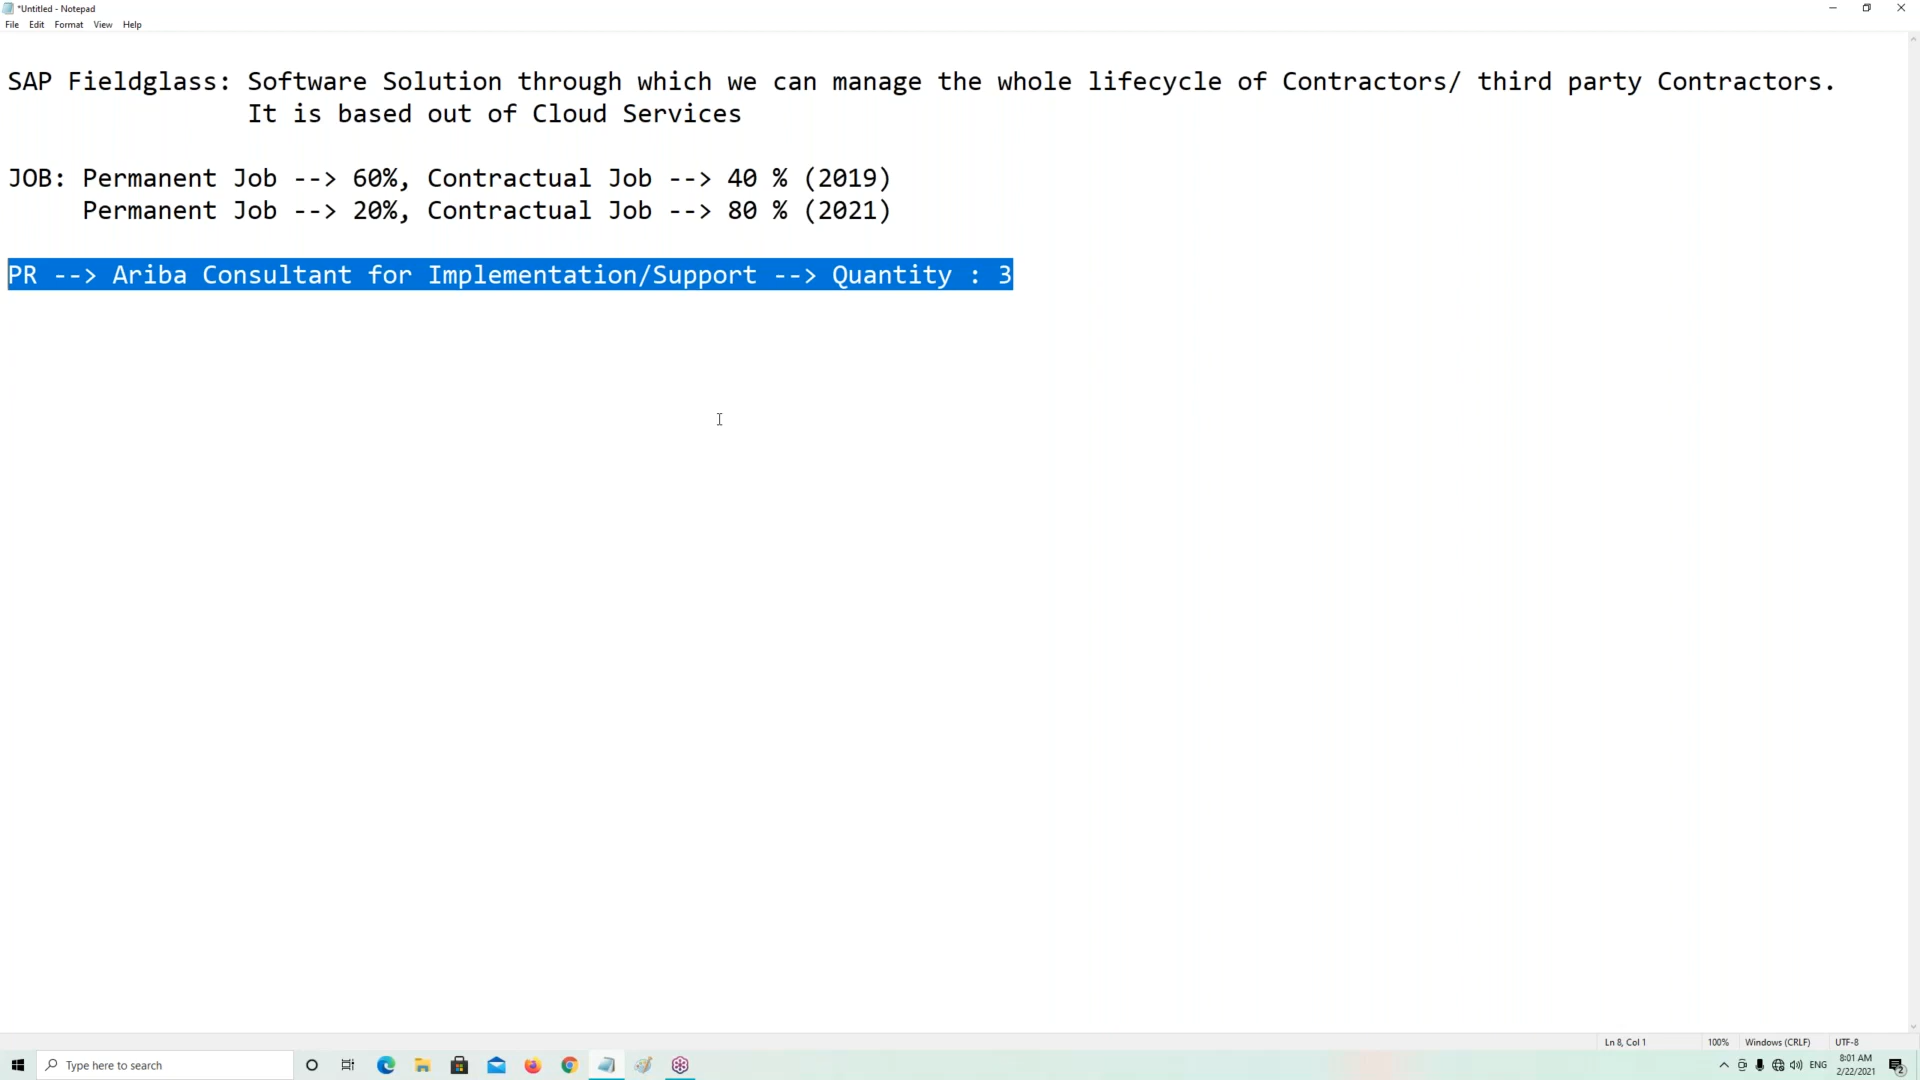 *Untitled - Notepad
File Edit Format View Help
SAP Fieldglass: Software Solution through which we can manage the whole lifecycle of Contractors/ third party Contractors.
It is based out of Cloud Services
JOB: Permanent Job --> 60%, Contractual Job --> 40 % (2019)
Permanent Job --> 20%, Contractual Job --> 80 % (2021)
PR --> Ariba Consultant for Implementation/Support --> Quantity : 3
Ln 8, Col 1 100% Windows (CRLF) UTF-8
Type here to search
ENG
8:01 AM
2/22/2021
2